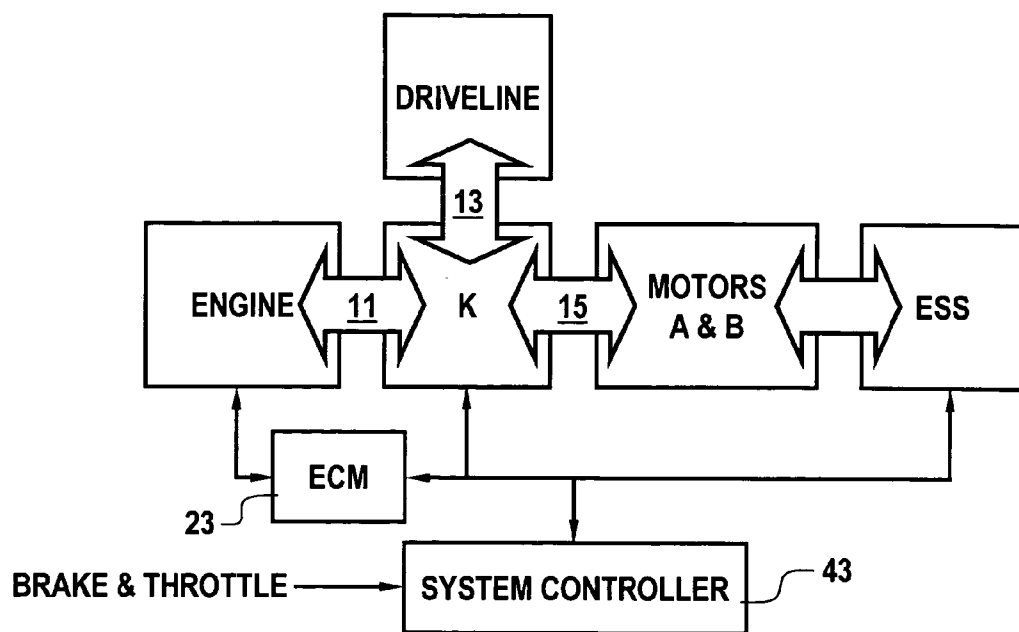 DRIVELINE
13
ENGINE
11
K
15
MOTORS
A & B
ESS
ECM
23
BRAKE & THROTTLE
SYSTEM CONTROLLER
43